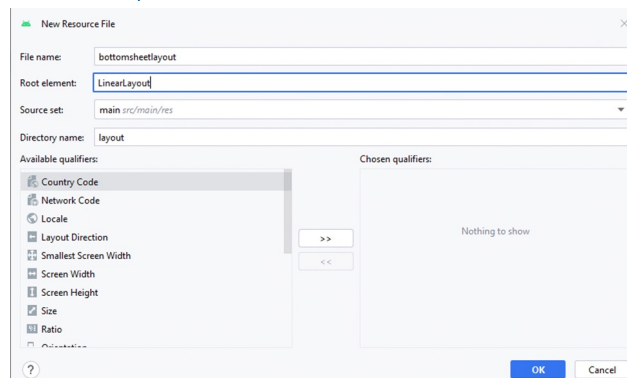 New Resource File
File name: bottomsheetlayout
Root element: LinearLayout
Source set: main src/main/res
Directory name: layout
Available qualifiers: Chosen qualifiers:
Country Code
Network Code
Locale
Layout Direction
Smallest Screen Width
Screen Width
Screen Height
Size
Ratio
Orientation
>>
<<
Nothing to show
? OK Cancel